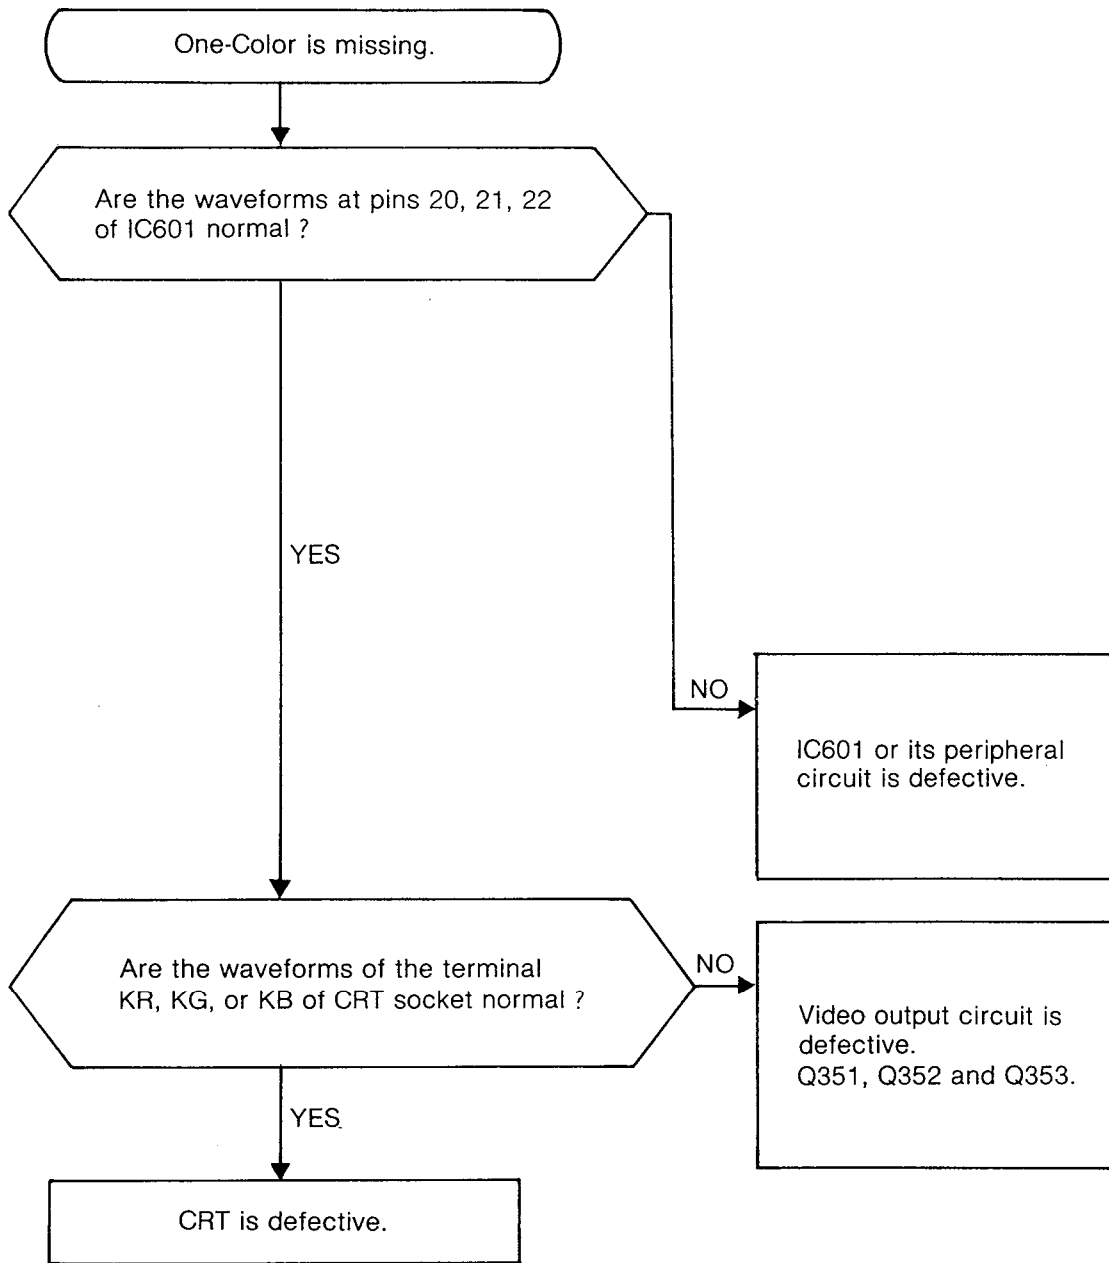 One-Color is missing.
Are the waveforms at pins 20, 21, 22
of IC601 normal ?
YES
NO
IC601 or its peripheral
circuit is defective.
Are the waveforms of the terminal
KR, KG, or KB of CRT socket normal ?
NO
Video output circuit is
defective.
Q351, Q352 and Q353.
YES
CRT is defective.